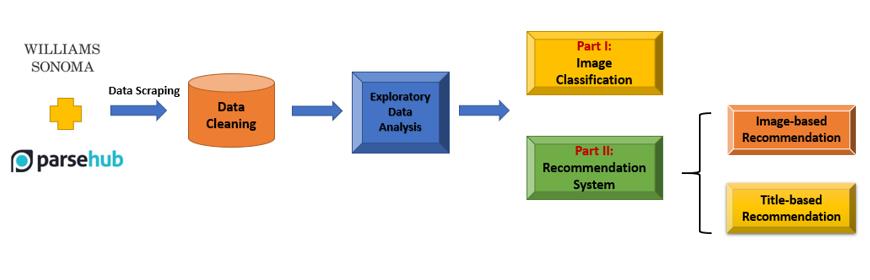 WILLIAMS
SONOMA
parsehub
Data Scraping
Data
Cleaning
Exploratory
Data
Analysis
Part I:
Image
Classification
Part II:
Recommendation
System
Image-based
Recommendation
Title-based
Recommendation